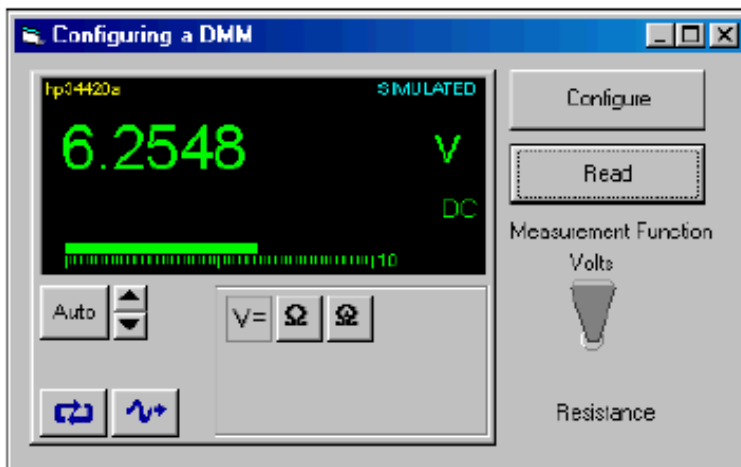 Configuring a DMM
hp34420a SIMULATED
6.2548 V
DC
10
Auto
V= Ω Ω
Configure
Read
Measurement Function
Volts
Resistance